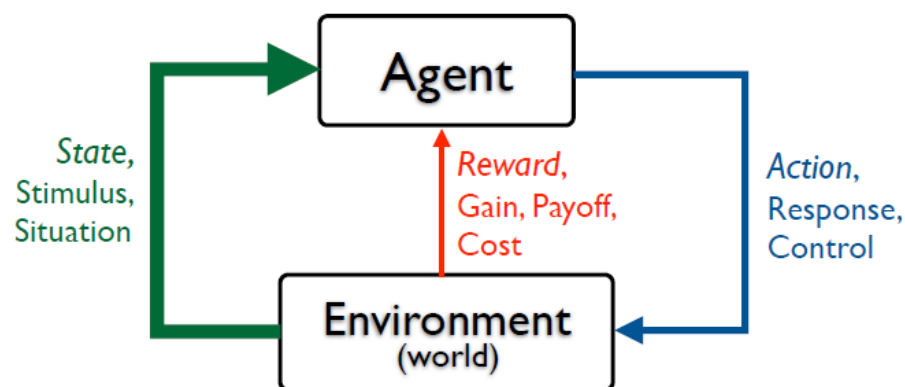 Agent
State,
Stimulus,
Situation
Reward,
Gain, Payoff,
Cost
Action,
Response,
Control
Environment
(world)